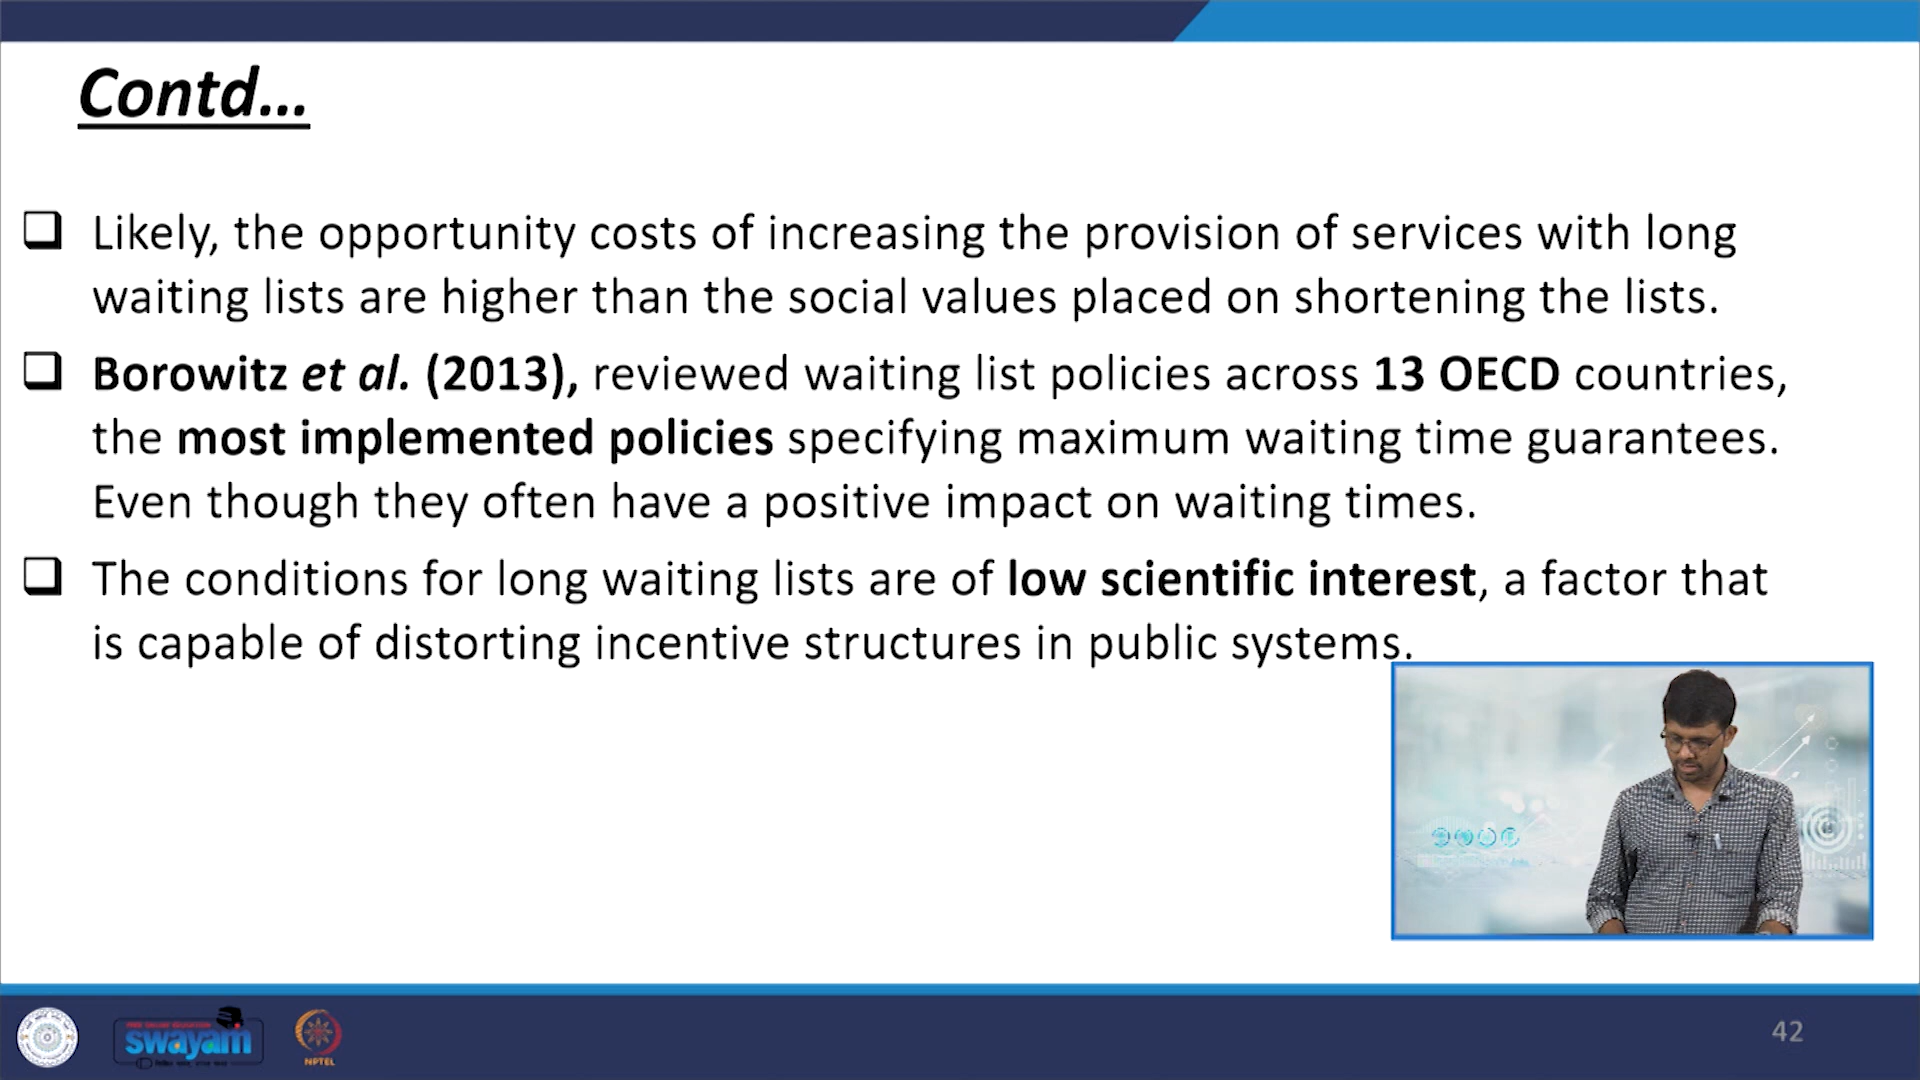 Contd...
Likely, the opportunity costs of increasing the provision of services with long
waiting lists are higher than the social values placed on shortening the lists.
Borowitz et al. (2013), reviewed waiting list policies across 13 OECD countries,
the most implemented policies specifying maximum waiting time guarantees.
Even though they often have a positive impact on waiting times.
The conditions for long waiting lists are of low scientific interest, a factor that
is capable of distorting incentive structures in public systems.
swayam
NPTEL
42